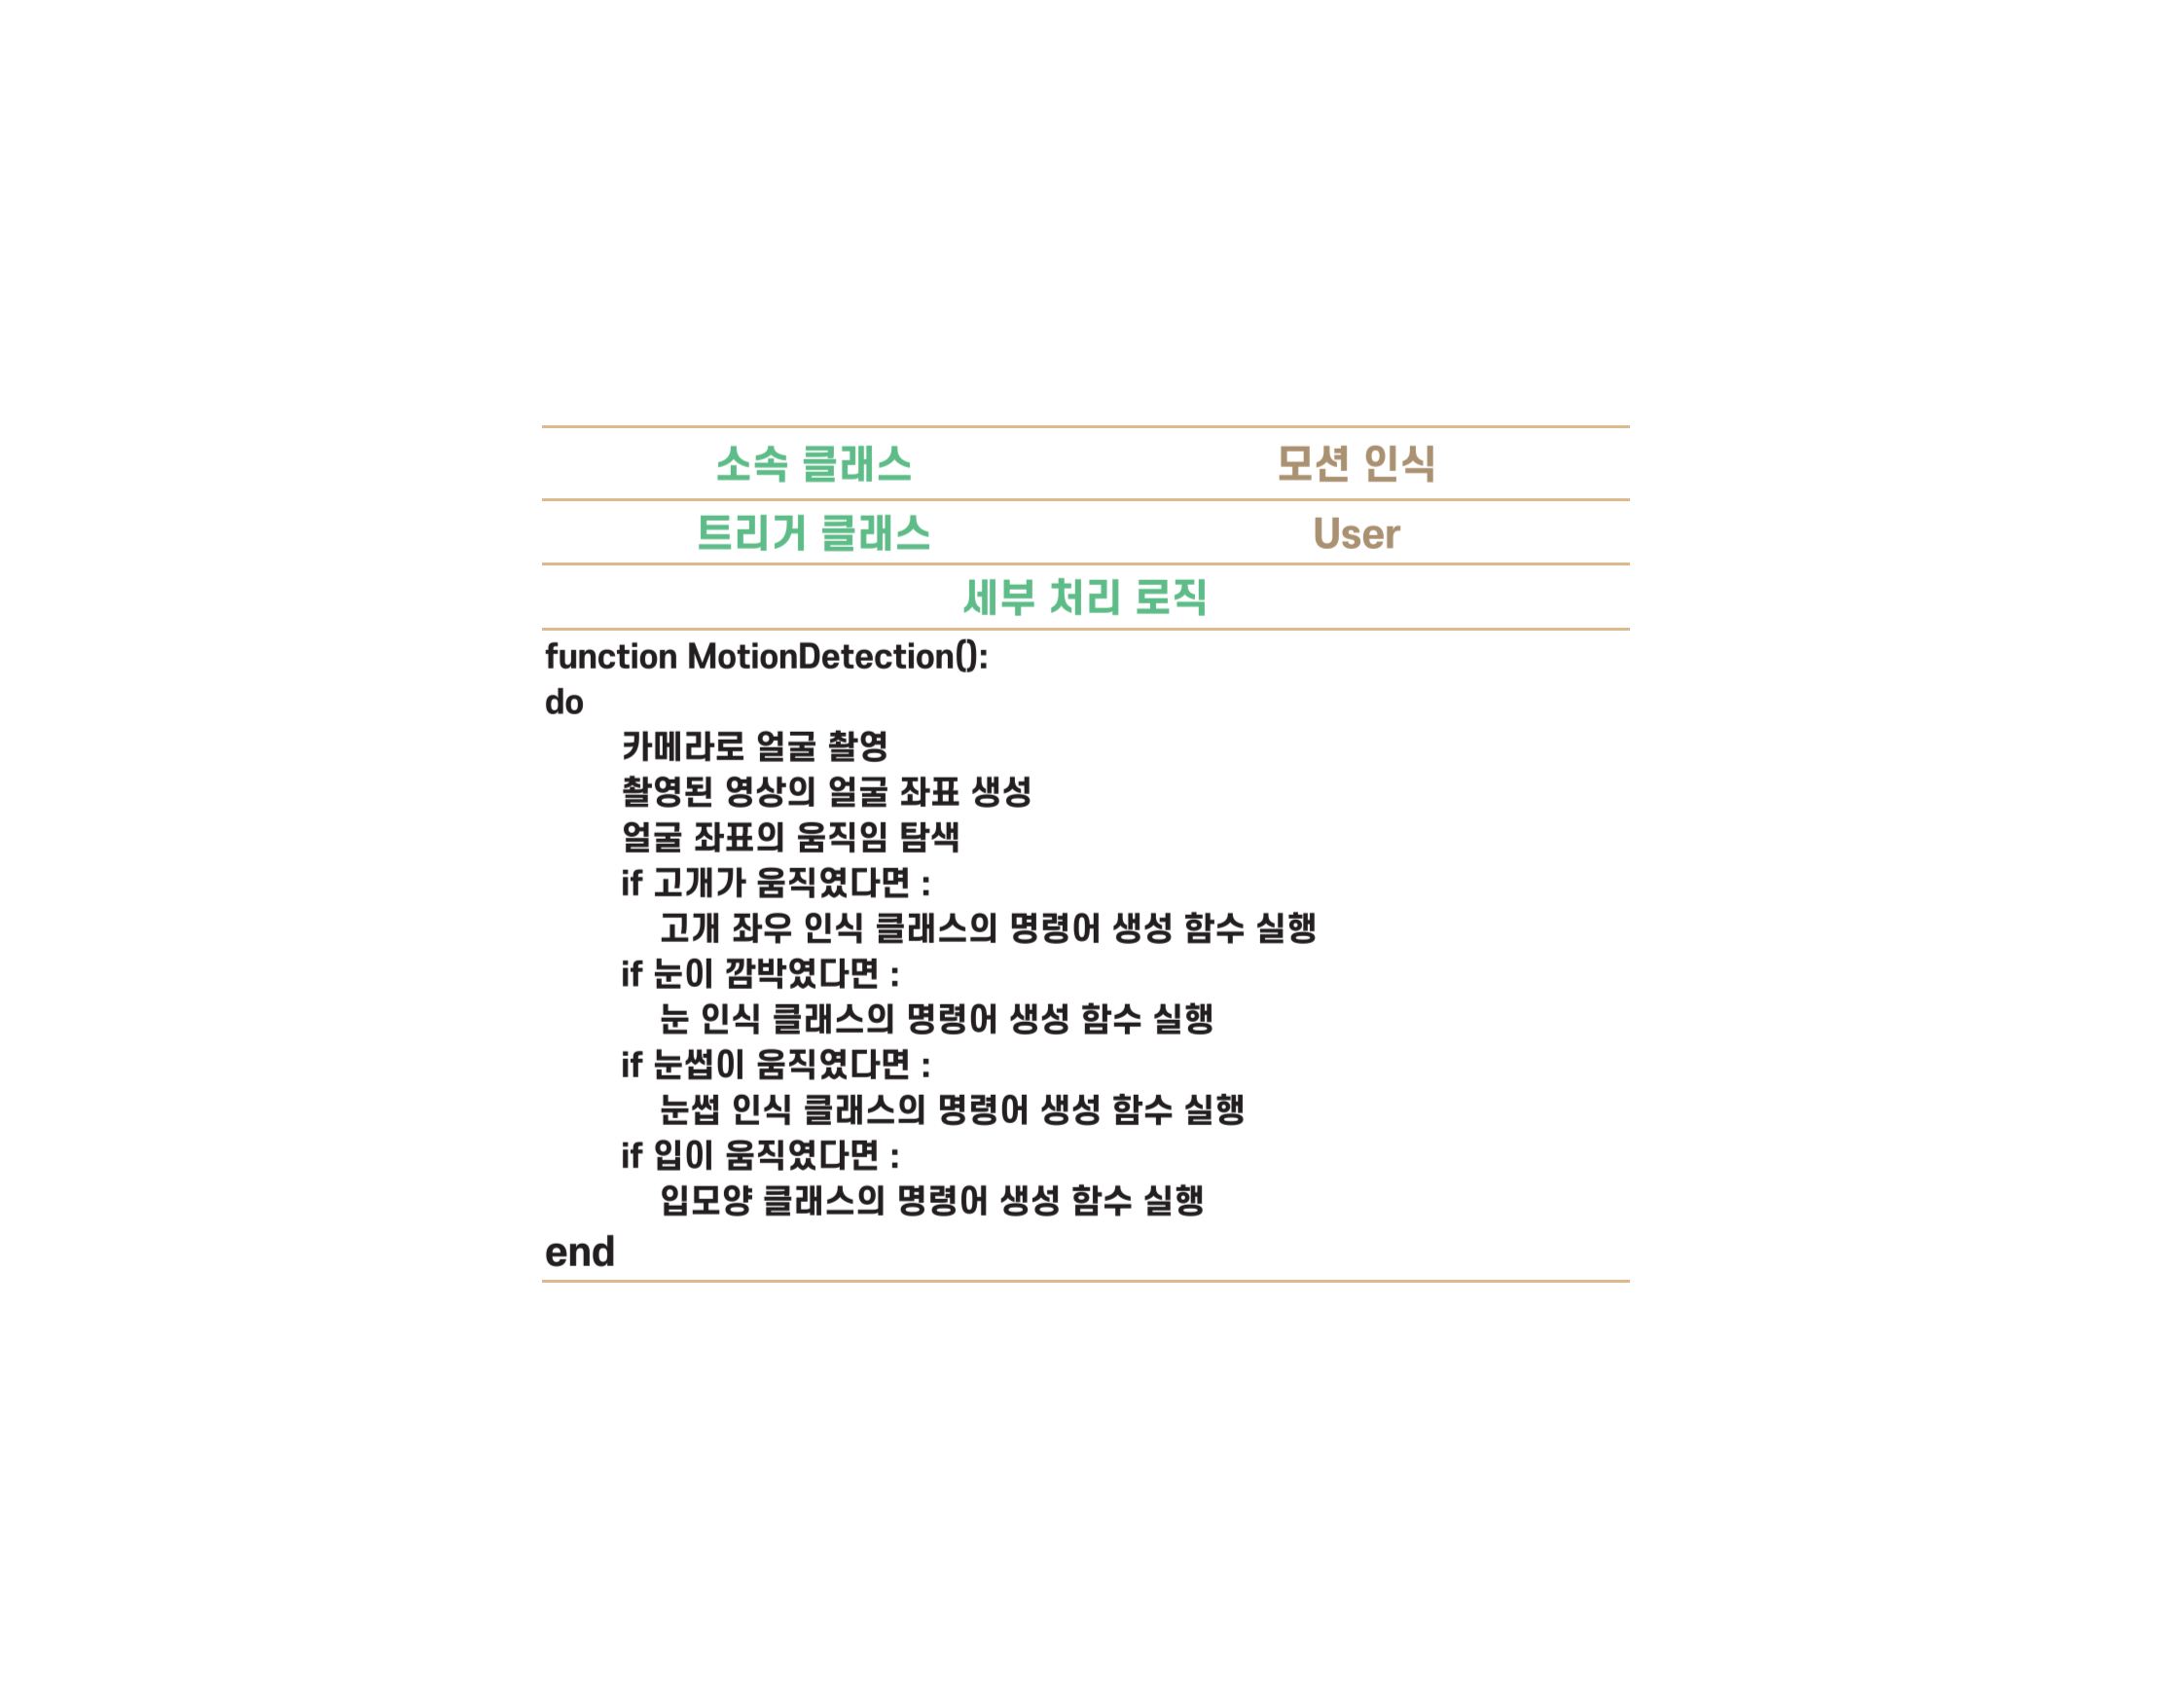 소속 클래스 모션 인식
트리거 클래스 User
세부 처리 로직
function MotionDetection():
do
카메라로 얼굴 촬영
촬영된 영상의 얼굴 좌표 생성
얼굴 좌표의 움직임 탐색
if 고개가 움직였다면 :
고개 좌우 인식 클래스의 명령어 생성 함수 실행
if 눈이 깜박였다면 :
눈 인식 클래스의 명령어 생성 함수 실행
if 눈썹이 움직였다면 :
눈썹 인식 클래스의 명령어 생성 함수 실행
if 입이 움직였다면 :
입모양 클래스의 명령어 생성 함수 실행
end